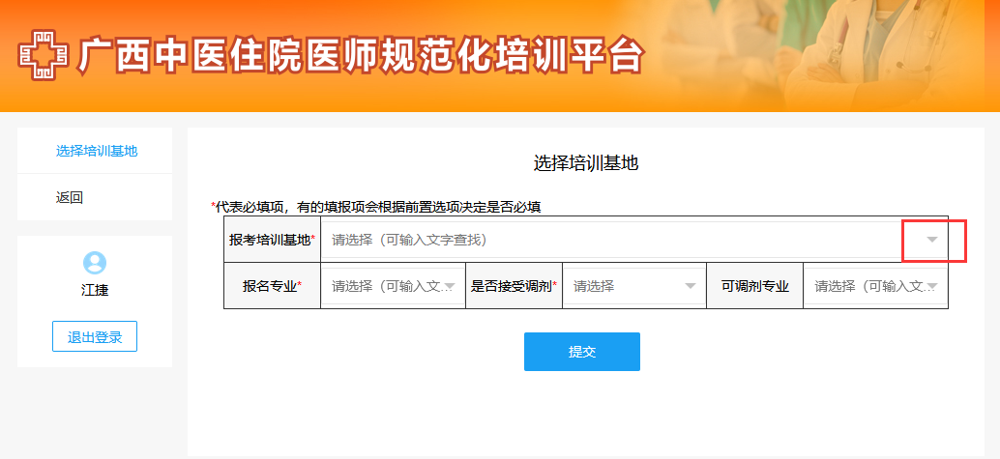 广西中医住院医师规范化培训平台
选择培训基地
返回
江捷
退出登录
选择培训基地
*代表必填项，有的填报项会根据前置选项决定是否必填
报考培训基地* 请选择（可输入文字查找）
报名专业* 请选择（可输入文... 是否接受调剂* 请选择 可调剂专业 请选择（可输入文...
提交